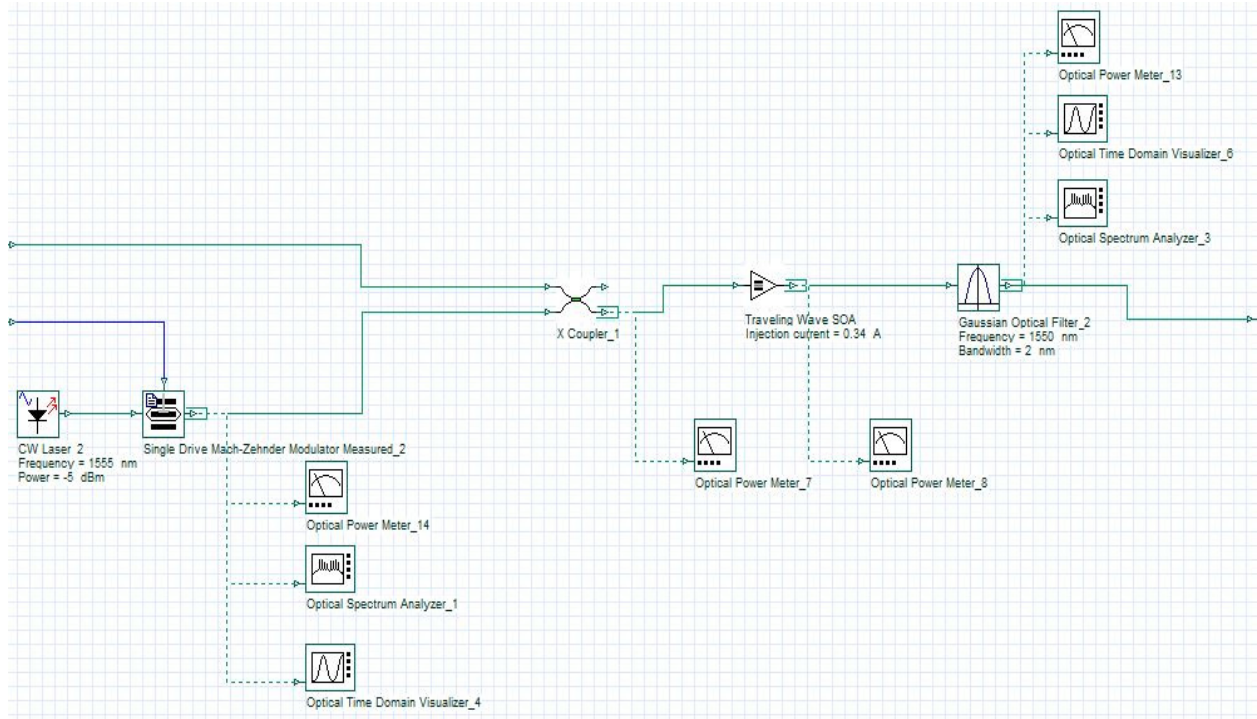 Optical Power Meter_13
Optical Time Domain Visualizer_6
Optical Spectrum Analyzer_3
X Coupler_1
Traveling Wave SOA
Injection current = 0.34 A
Gaussian Optical Filter_2
Frequency = 1550 nm
Bandwidth = 2 nm
CW Laser_2
Frequency = 1555 nm
Power = -5 dBm
Single Drive Mach-Zehnder Modulator Measured_2
Optical Power Meter_7
Optical Power Meter_8
Optical Power Meter_14
Optical Spectrum Analyzer_1
Optical Time Domain Visualizer_4